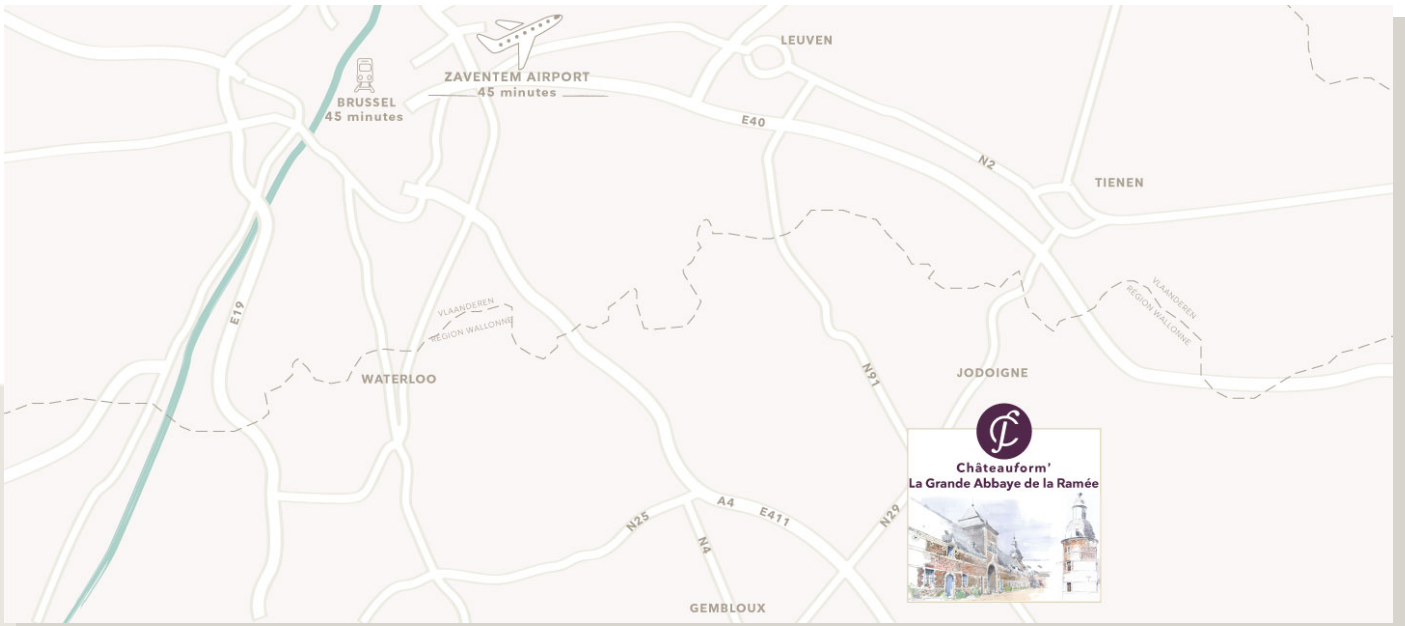 LEUVEN
ZAVENTEM AIRPORT
45 minutes
BRUSSEL
45 minutes
E40
N2
TIENEN
E19
VLAANDEREN
RÉGION WALLONNE
VLAANDEREN
RÉGION WALLONNE
WATERLOO
N91
JODOIGNE
Châteauform'
La Grande Abbaye de la Ramée
A4
E411
N25
N29
N4
GEMBLOUX